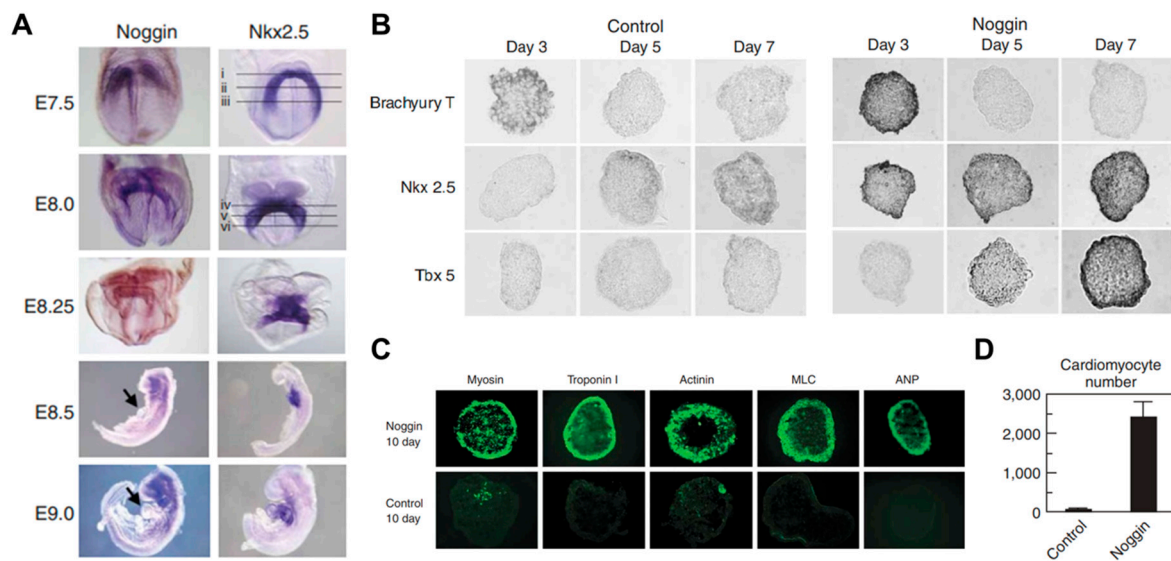 A
Noggin Nkx2.5
E7.5
i
ii
iii
E8.0
iv
v
vi
E8.25
E8.5
E9.0
B
Control
Day 3 Day 5 Day 7
Noggin
Day 3 Day 5 Day 7
Brachyury T
Nkx 2.5
Tbx 5
C
Myosin Troponin I Actinin MLC ANP
Noggin
10 day
Control
10 day
D
Cardiomyocyte
number
3,000
2,000
1,000
0
Control
Noggin